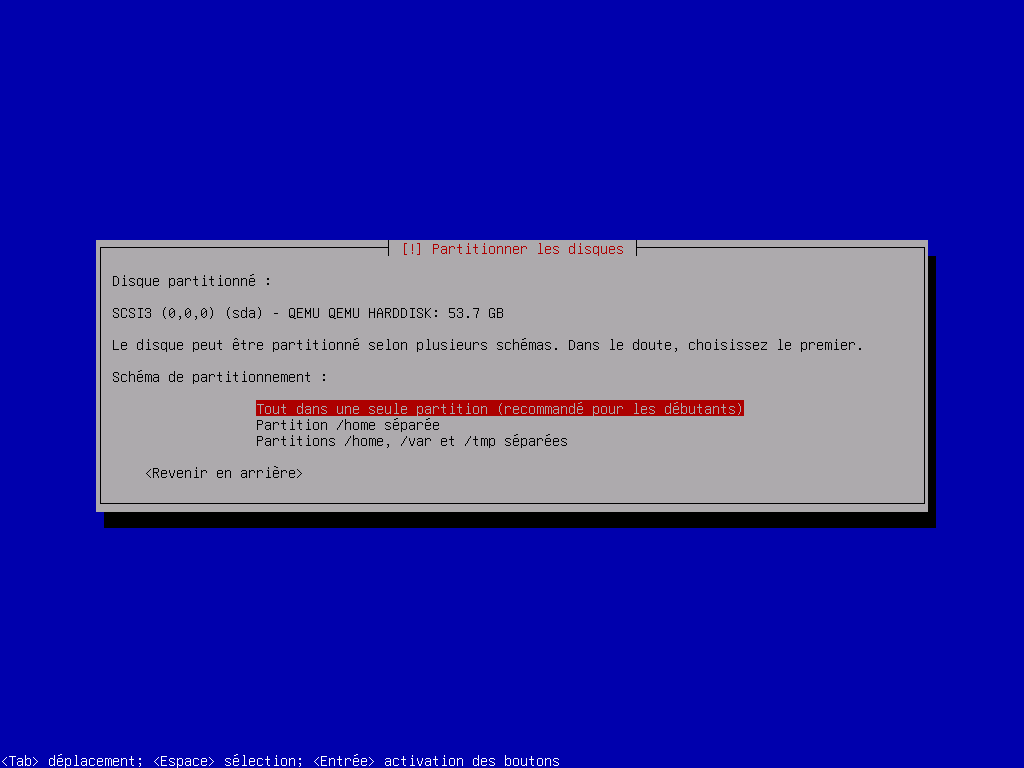 [!] Partitionner les disques
Disque partitionné :
SCSI3 (0,0,0) (sda) - QEMU QEMU HARDDISK: 53.7 GB
Le disque peut être partitionné selon plusieurs schémas. Dans le doute, choisissez le premier.
Schéma de partitionnement :
Tout dans une seule partition (recommandé pour les débutants)
Partition /home séparée
Partitions /home, /var et /tmp séparées
<Revenir en arrière>
<Tab> déplacement; <Espace> sélection; <Entrée> activation des boutons